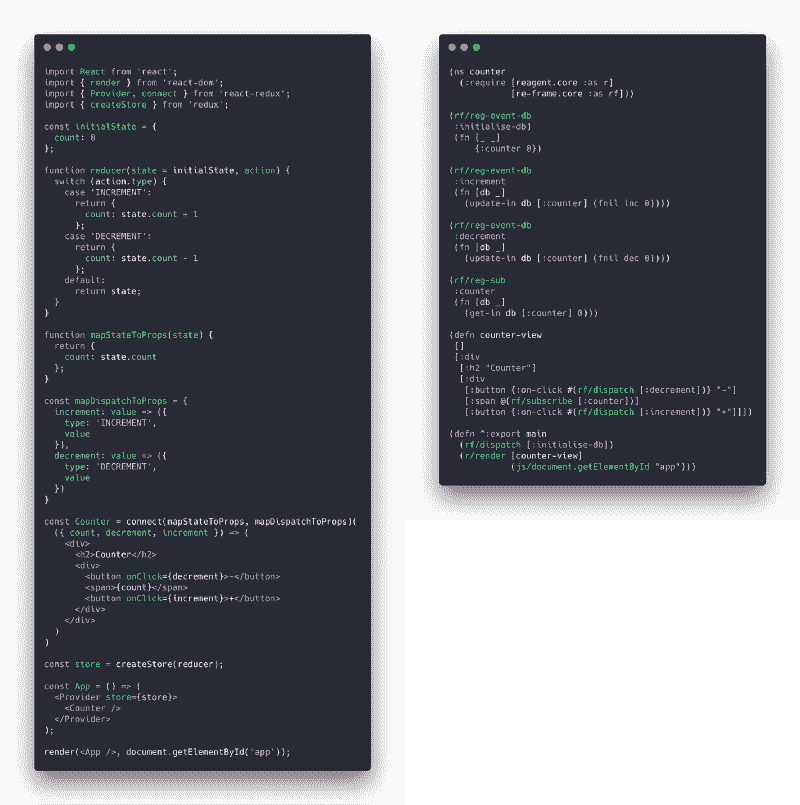 import React from 'react';
import { render } from 'react-dom';
import { Provider, connect } from 'react-redux';
import { createStore } from 'redux';

const initialState = {
  count: 0
};

function reducer(state = initialState, action) {
  switch (action.type) {
    case 'INCREMENT':
      return {
        count: state.count + 1
      };
    case 'DECREMENT':
      return {
        count: state.count - 1
      };
    default:
      return state;
  }
}

function mapStateToProps(state) {
  return {
    count: state.count
  };
}

const mapDispatchToProps = {
  increment: value => ({
    type: 'INCREMENT',
    value
  }),
  decrement: value => ({
    type: 'DECREMENT',
    value
  })
}

const Counter = connect(mapStateToProps, mapDispatchToProps)(
  ({ count, decrement, increment }) => (
    <div>
      <h2>Counter</h2>
      <div>
        <button onClick={decrement}>-</button>
        <span>{count}</span>
        <button onClick={increment}>+</button>
      </div>
    </div>
  )
)

const store = createStore(reducer);

const App = () => (
  <Provider store={store}>
    <Counter />
  </Provider>
);

render(<App />, document.getElementById('app'));

(ns counter
  (:require [reagent.core :as r]
            [re-frame.core :as rf]))

(rf/reg-event-db
 :initialise-db)
 (fn [_ _]
     {:counter 0})

(rf/reg-event-db
 :increment
 (fn [db _]
   (update-in db [:counter] (fnil inc 0))))

(rf/reg-event-db
 :decrement
 (fn [db _]
   (update-in db [:counter] (fnil dec 0))))

(rf/reg-sub
 :counter
 (fn [db _]
   (get-in db [:counter] 0)))

(defn counter-view
 []
 [:div
  [:h2 "Counter"]
  [:div
   [:button {:on-click #(rf/dispatch [:decrement])} "-"]
   [:span @(rf/subscribe [:counter])]
   [:button {:on-click #(rf/dispatch [:increment])} "+"]]])

(defn ^:export main
  (rf/dispatch [:initialise-db])
  (r/render [counter-view]
            (js/document.getElementById "app")))